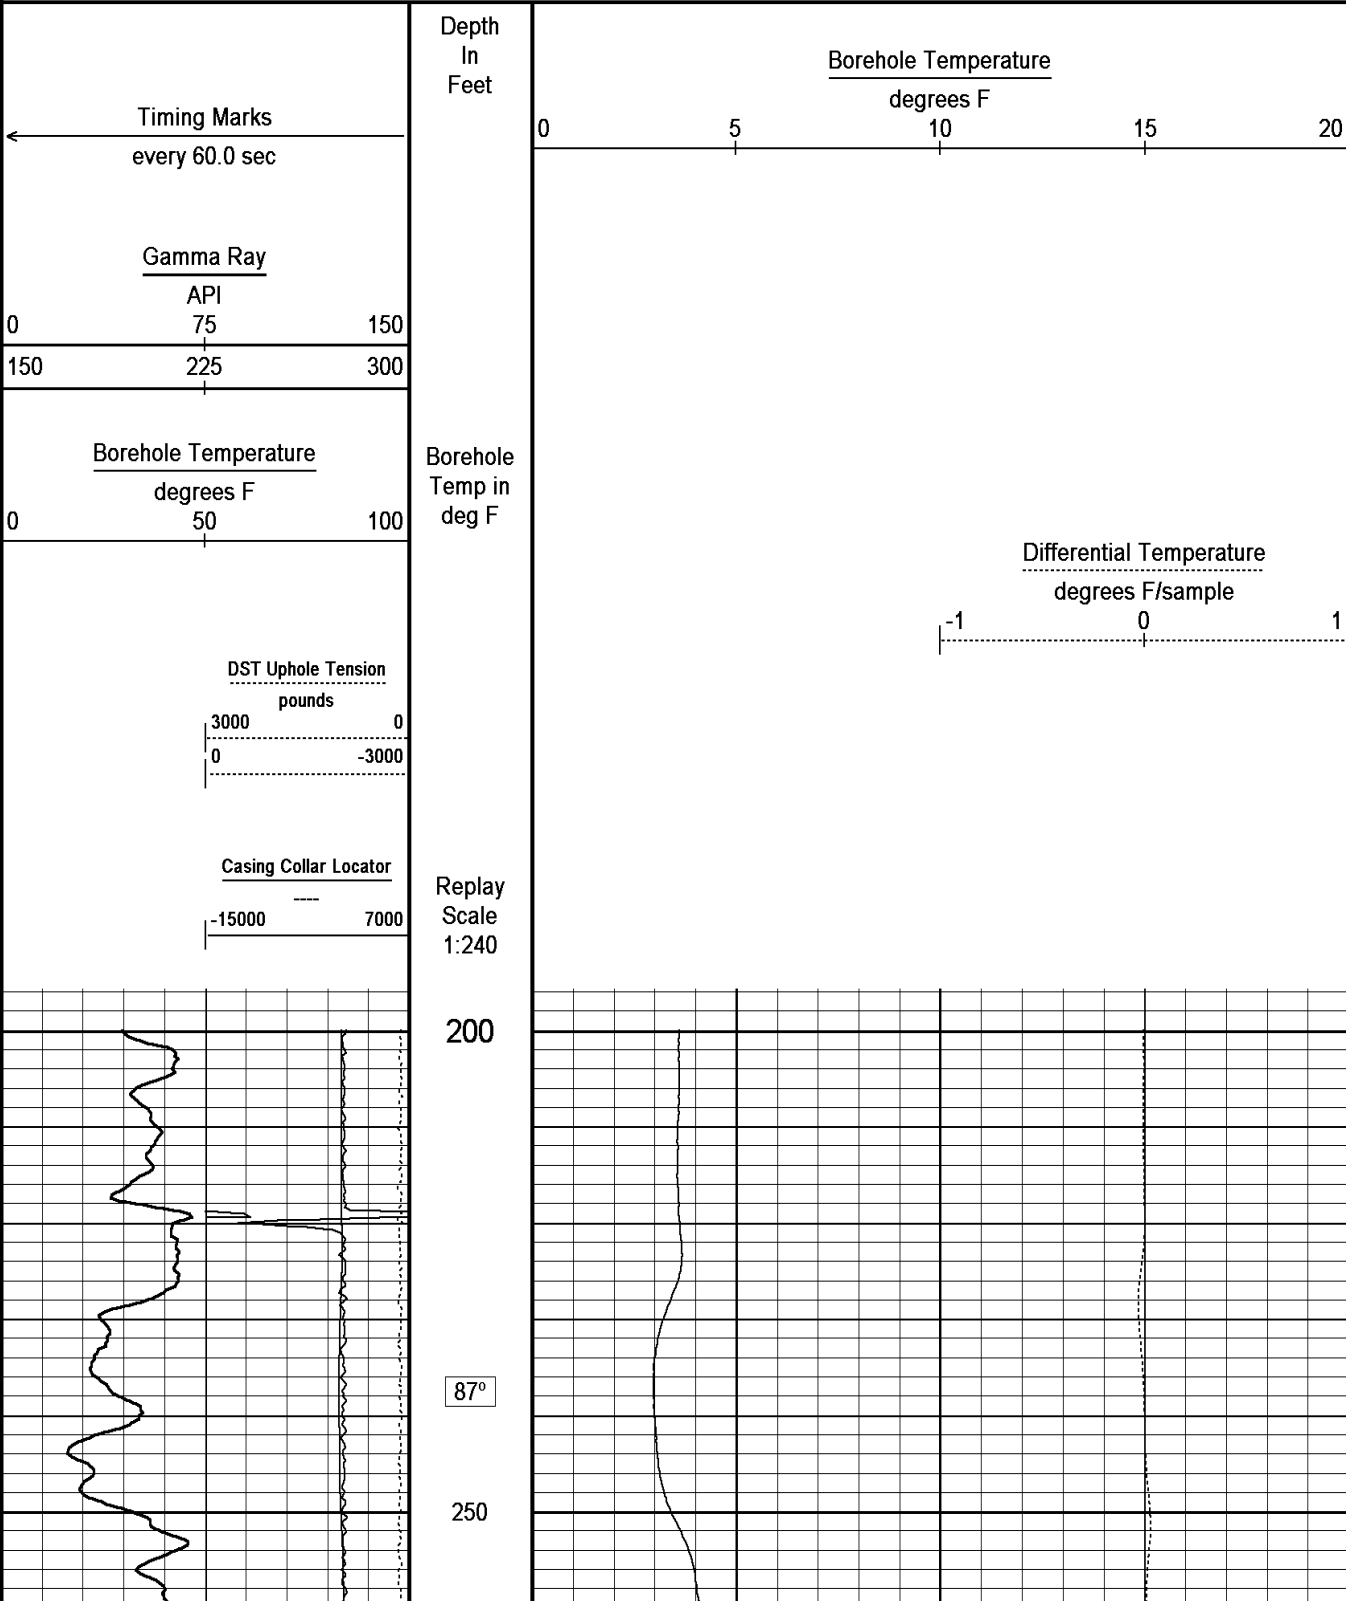 Timing Marks
every 60.0 sec
Gamma Ray
API
0 75 150
150 225 300
Borehole Temperature
degrees F
0 50 100
DST Uphole Tension
pounds
3000 0
0 -3000
Casing Collar Locator
----
-15000 7000
Depth
In
Feet
Borehole
Temp in
deg F
Replay
Scale
1:240
Borehole Temperature
degrees F
0 5 10 15 20
Differential Temperature
degrees F/sample
-1 0 1
200
87º
250